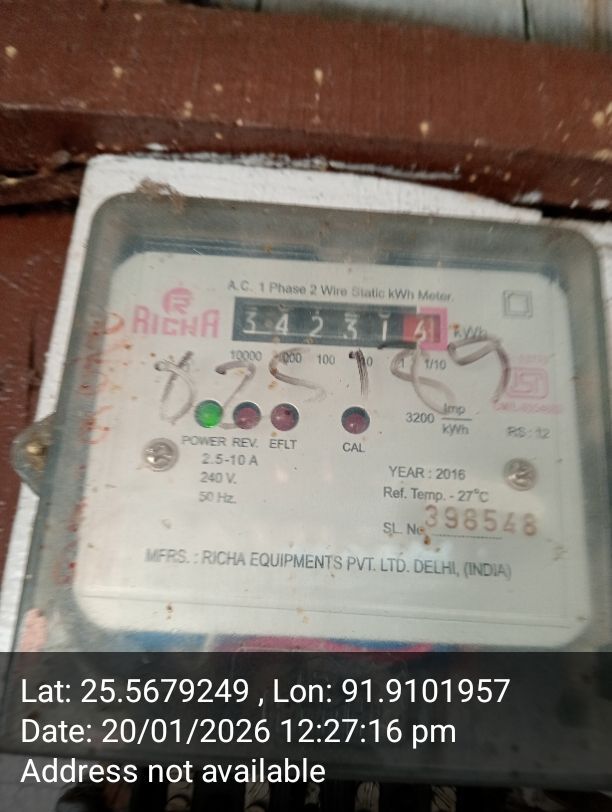 A.C. 1 Phase 2 Wire Static kWh Meter.
RICHA
3 4 2 3 1 4 kWh
10000 1000 100 10 1 1/10
3200 Imp/kWh
POWER REV. EFLT CAL
RS: 12
2.5-10 A
240 V.
50 Hz.
YEAR : 2016
Ref. Temp. - 27°C
SL. No. 398548
MFRS. : RICHA EQUIPMENTS PVT. LTD. DELHI, (INDIA)
Lat: 25.5679249 , Lon: 91.9101957
Date: 20/01/2026 12:27:16 pm
Address not available